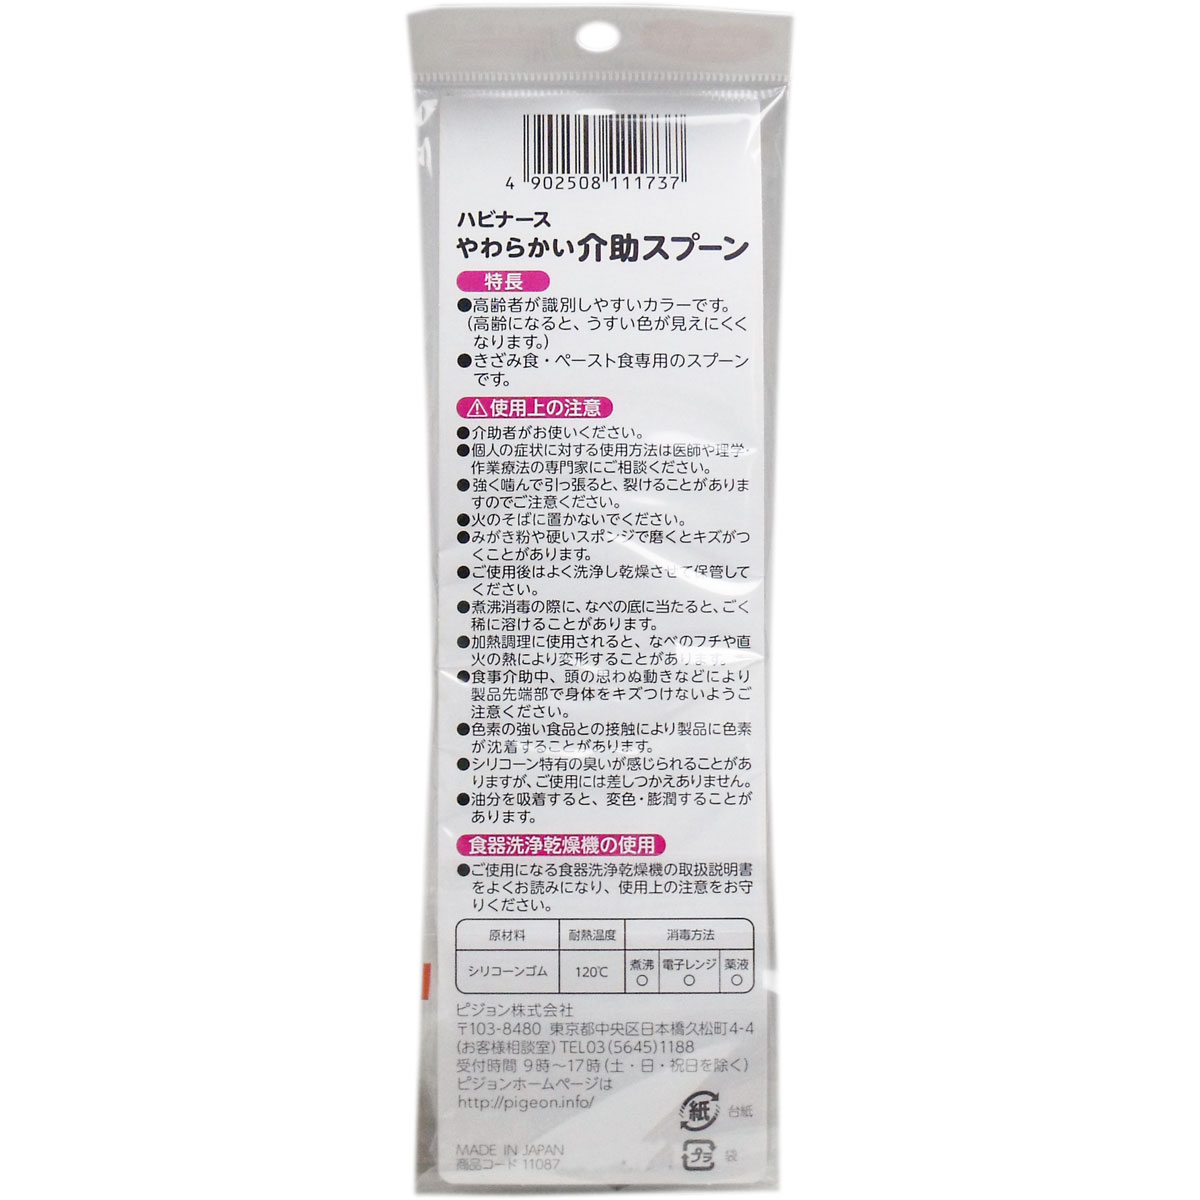 4 902508 111737
ハビナース
やわらかい介助スプーン
特長
●高齢者が識別しやすいカラーです。
(高齢になると、うすい色が見えにくく
なります。)
●きざみ食・ペースト食専用のスプーン
です。
⚠使用上の注意
●介助者がお使いください。
●個人の症状に対する使用方法は医師や理学・
作業療法の専門家にご相談ください。
●強く噛んで引っ張ると、裂けることがありま
すのでご注意ください。
●火のそばに置かないでください。
●みがき粉や硬いスポンジで磨くとキズがつ
くことがあります。
●ご使用後はよく洗浄し乾燥させて保管して
ください。
●煮沸消毒の際に、なべの底に当たると、ごく
稀に溶けることがあります。
●加熱調理に使用されると、なべのフチや直
火の熱により変形することがあります。
●食事介助中、頭の思わぬ動きなどにより
製品先端部で身体をキズつけないようご
注意ください。
●色素の強い食品との接触により製品に色素
が沈着することがあります。
●シリコーン特有の臭いが感じられることがあ
りますが、ご使用には差しつかえありません。
●油分を吸着すると、変色・膨潤することが
あります。
食器洗浄乾燥機の使用
●ご使用になる食器洗浄乾燥機の取扱説明書
をよくお読みになり、使用上の注意をお守
りください。
原材料 耐熱温度 消毒方法
シリコーンゴム 120℃ 煮沸 電子レンジ 薬液
○ ○ ○
ピジョン株式会社
〒103-8480 東京都中央区日本橋久松町4-4
(お客様相談室)TEL03(5645)1188
受付時間 9時〜17時(土・日・祝日を除く)
ピジョンホームページは
http://pigeon.info/
紙 台紙
MADE IN JAPAN
商品コード 11087
プラ 袋